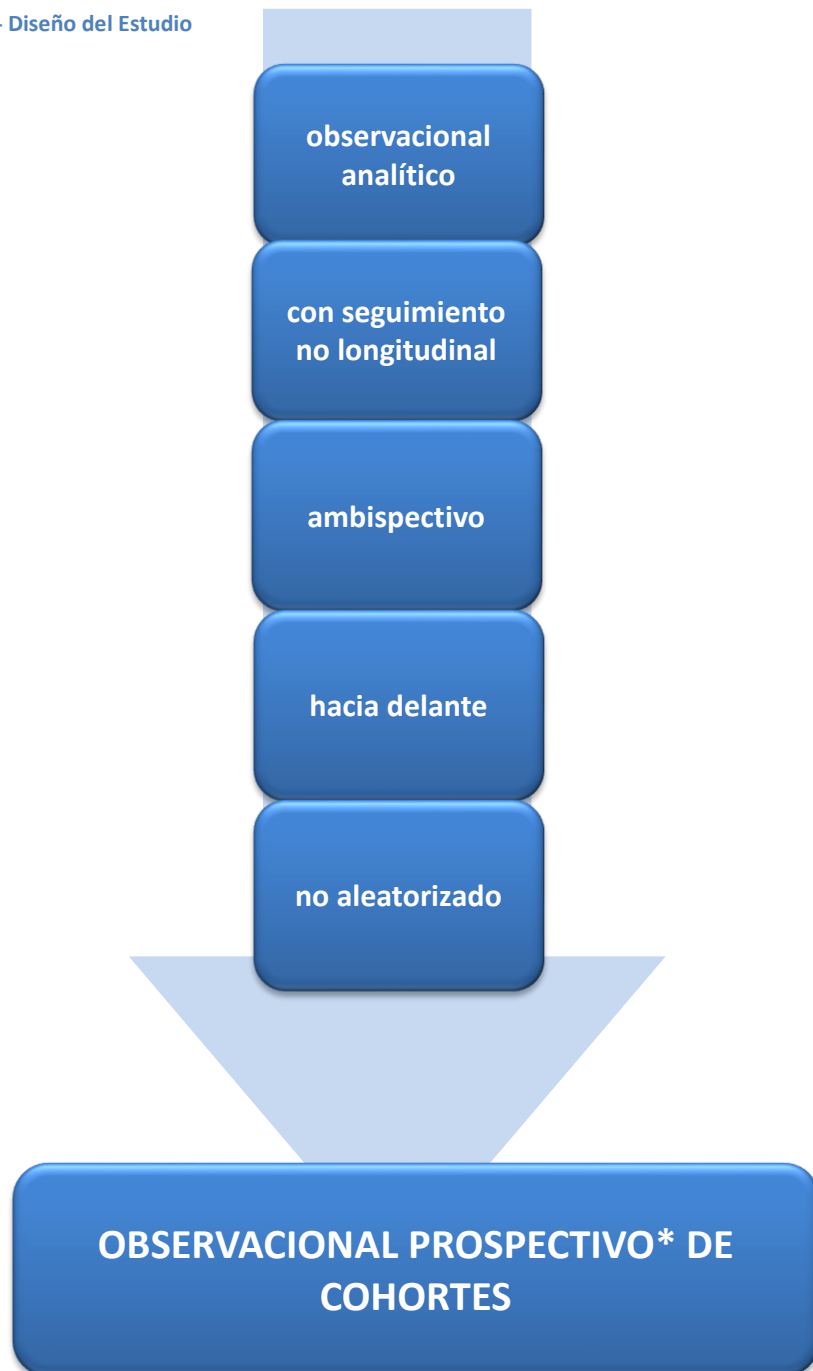 - Diseño del Estudio
observacional
analítico
con seguimiento
no longitudinal
ambispectivo
hacia delante
no aleatorizado
OBSERVACIONAL PROSPECTIVO* DE
COHORTES